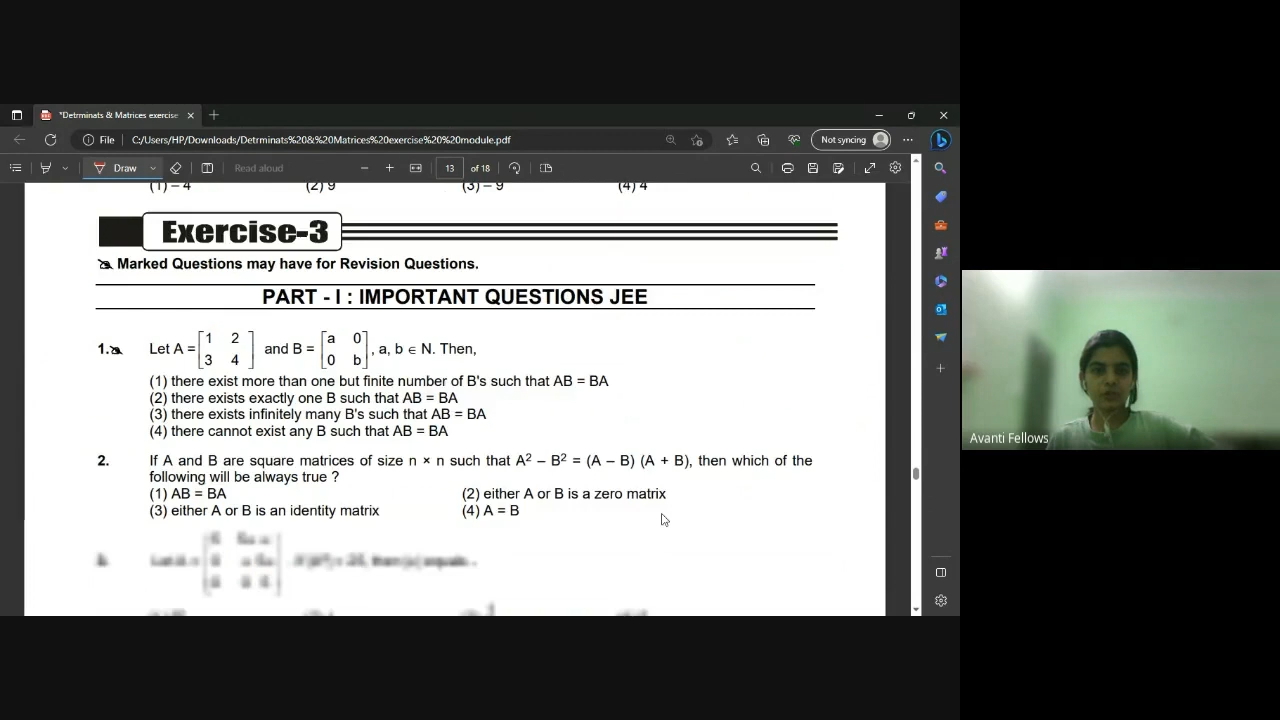 *Detrminats & Matrices exercise
File C:/Users/HP/Downloads/Detrminats%20&%20Matrices%20exercise%20%20module.pdf Not syncing
Draw Read aloud 13 of 18
(1) – 4 (2) 9 (3) – 9 (4) 4
Exercise-3
Marked Questions may have for Revision Questions.
PART - I : IMPORTANT QUESTIONS JEE
1. Let A = [1 2 3 4] and B = [a 0 0 b], a, b ∈ N. Then,
(1) there exist more than one but finite number of B's such that AB = BA
(2) there exists exactly one B such that AB = BA
(3) there exists infinitely many B's such that AB = BA
(4) there cannot exist any B such that AB = BA
2. If A and B are square matrices of size n × n such that A² – B² = (A – B) (A + B), then which of the
following will be always true ?
(1) AB = BA (2) either A or B is a zero matrix
(3) either A or B is an identity matrix (4) A = B
Avanti Fellows